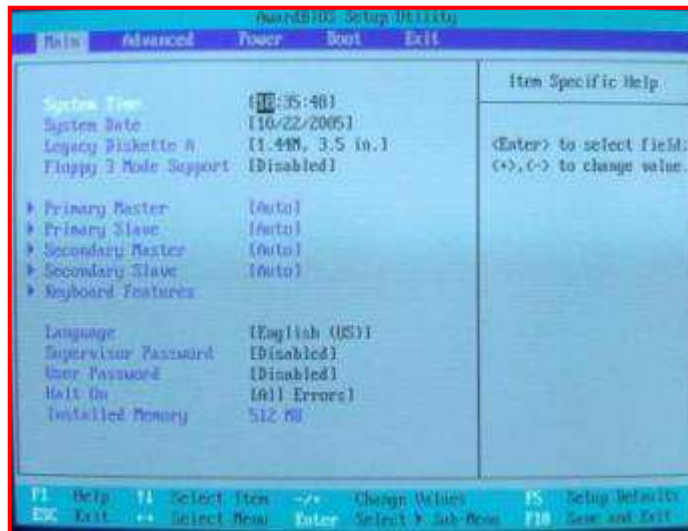 AwardBIOS Setup Utility
Main Advanced Power Boot Exit
Item Specific Help
System Time [18:35:48]
System Date [10/22/2005]
Legacy Diskette A [1.44M, 3.5 in.]
Floppy 3 Mode Support [Disabled]
<Enter> to select field;
<+>,<-> to change value.
Primary Master [Auto]
Primary Slave [Auto]
Secondary Master [Auto]
Secondary Slave [Auto]
Keyboard Features
Language [English (US)]
Supervisor Password [Disabled]
User Password [Disabled]
Halt On [All Errors]
Installed Memory 512 MB
F1 Help ↑↓ Select Item -/+ Change Values F5 Setup Defaults
ESC Exit ↔ Select Menu Enter Select ▶ Sub-Menu F10 Save and Exit